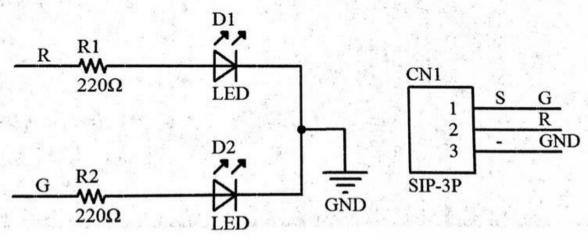 D1
R
R1
220Ω
LED
D2
G
R2
220Ω
LED
GND
CN1
1 S G
2 R
3 - GND
SIP-3P